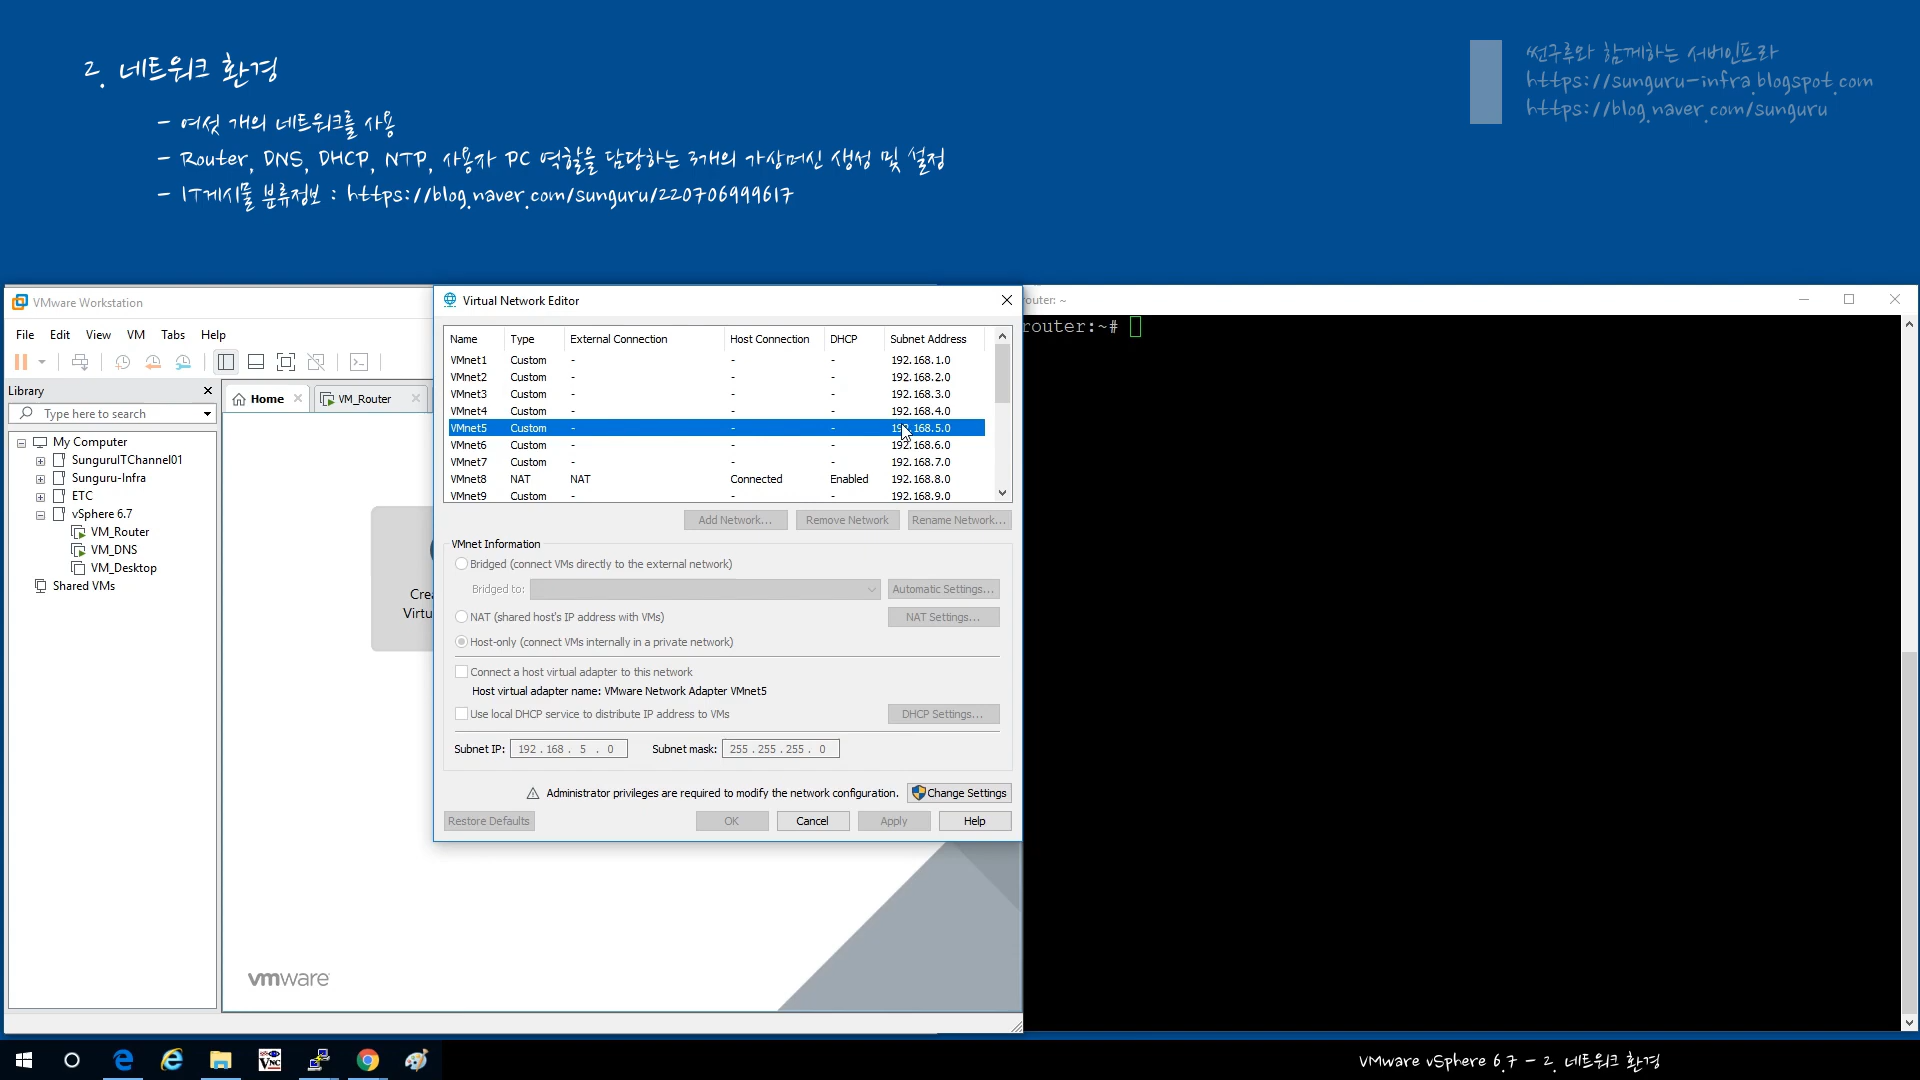 2. 네트워크 환경
- 여섯 개의 네트워크를 사용
- Router, DNS, DHCP, NTP, 사용자 PC 역할을 담당하는 3개의 가상머신 생성 및 설정
- IT게시물 분류정보 : https://blog.naver.com/sunguru/220706999617
썬구루와 함께하는 서버인프라
https://sunguru-infra.blogspot.com
https://blog.naver.com/sunguru
VMware Workstation
File Edit View VM Tabs Help
Library
Type here to search
My Computer
SunguruITChannel01
Sunguru-Infra
ETC
vSphere 6.7
VM_Router
VM_DNS
VM_Desktop
Shared VMs
Home VM_Router
Crea
Virtu
vmware
Virtual Network Editor
Name Type External Connection Host Connection DHCP Subnet Address
VMnet1 Custom - - - 192.168.1.0
VMnet2 Custom - - - 192.168.2.0
VMnet3 Custom - - - 192.168.3.0
VMnet4 Custom - - - 192.168.4.0
VMnet5 Custom - - - 192.168.5.0
VMnet6 Custom - - - 192.168.6.0
VMnet7 Custom - - - 192.168.7.0
VMnet8 NAT NAT Connected Enabled 192.168.8.0
VMnet9 Custom - - - 192.168.9.0
Add Network... Remove Network Rename Network...
VMnet Information
Bridged (connect VMs directly to the external network)
Bridged to: Automatic Settings...
NAT (shared host's IP address with VMs) NAT Settings...
Host-only (connect VMs internally in a private network)
Connect a host virtual adapter to this network
Host virtual adapter name: VMware Network Adapter VMnet5
Use local DHCP service to distribute IP address to VMs DHCP Settings...
Subnet IP: 192 . 168 . 5 . 0 Subnet mask: 255 . 255 . 255 . 0
Administrator privileges are required to modify the network configuration. Change Settings
Restore Defaults OK Cancel Apply Help
router: ~
router:~#
VMware vSphere 6.7 - 2. 네트워크 환경